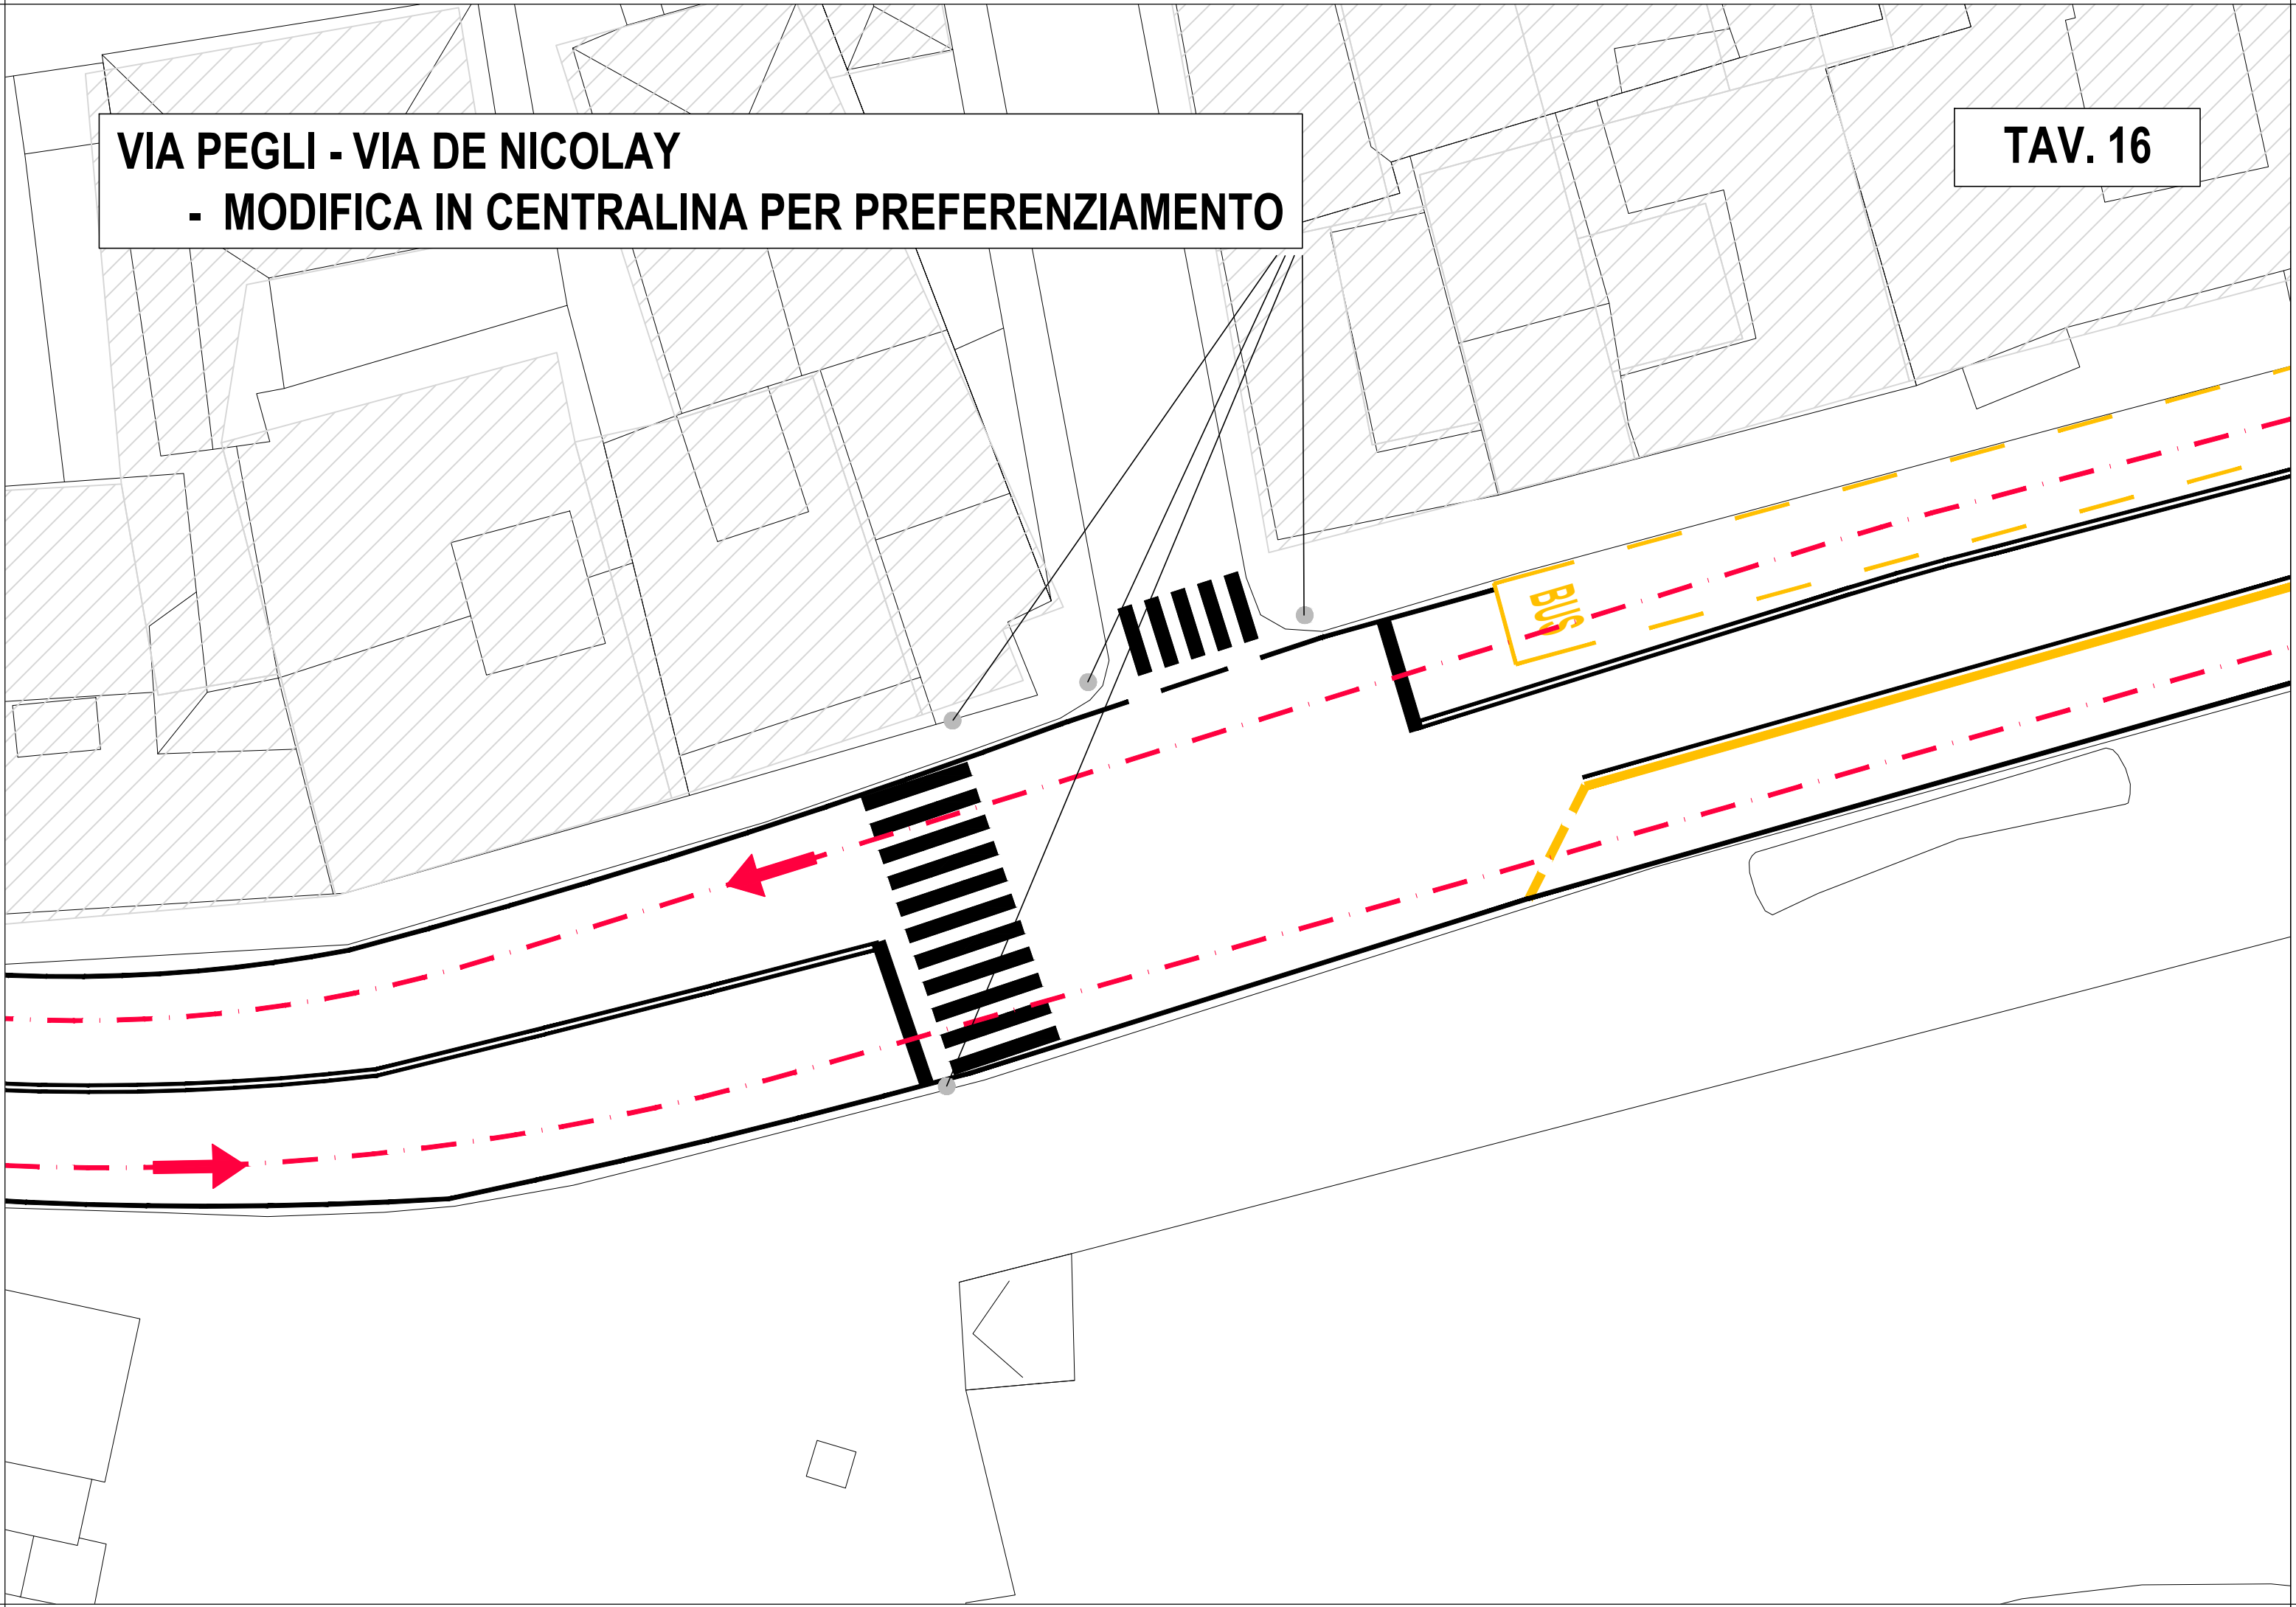 VIA PEGLI - VIA DE NICOLAY
- MODIFICA IN CENTRALINA PER PREFERENZIAMENTO
TAV. 16
BUS